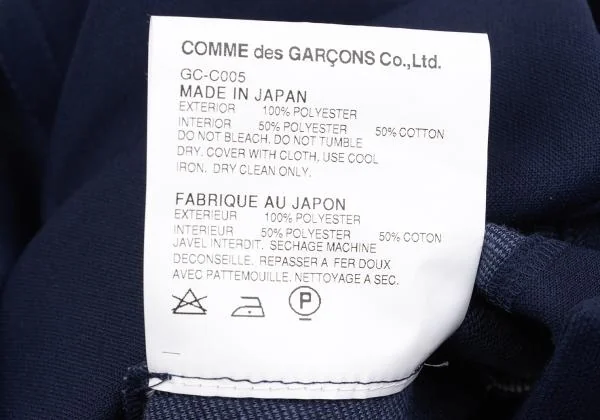 COMME des GARÇONS Co.,Ltd.
GC-C005
MADE IN JAPAN
EXTERIOR 100% POLYESTER
INTERIOR 50% POLYESTER 50% COTTON
DO NOT BLEACH. DO NOT TUMBLE
DRY. COVER WITH CLOTH, USE COOL
IRON. DRY CLEAN ONLY.
FABRIQUE AU JAPON
EXTERIEUR 100% POLYESTER
INTERIEUR 50% POLYESTER 50% COTON
JAVEL INTERDIT. SECHAGE MACHINE
DECONSEILLE. REPASSER A FER DOUX
AVEC PATTEMOUILLE. NETTOYAGE A SEC.
P